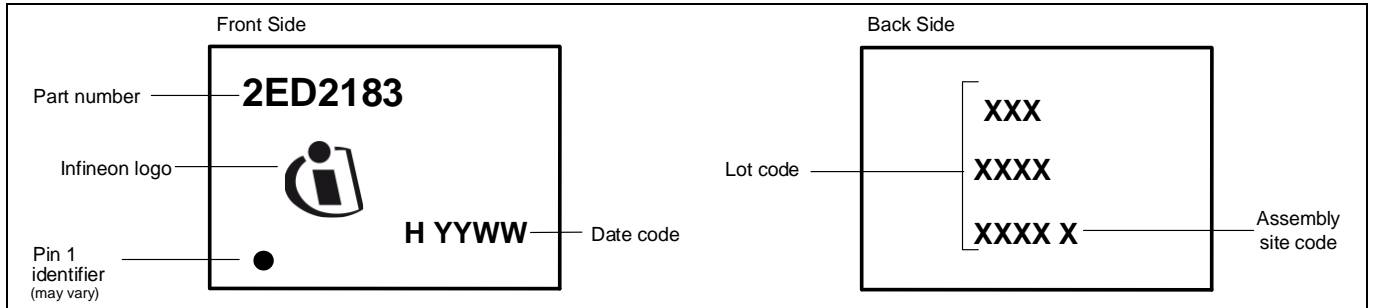 Front Side
Part number
2ED2183
Infineon logo
H YYWW
Date code
Pin 1
identifier
(may vary)
Back Side
XXX
Lot code
XXXX
XXXX X
Assembly
site code